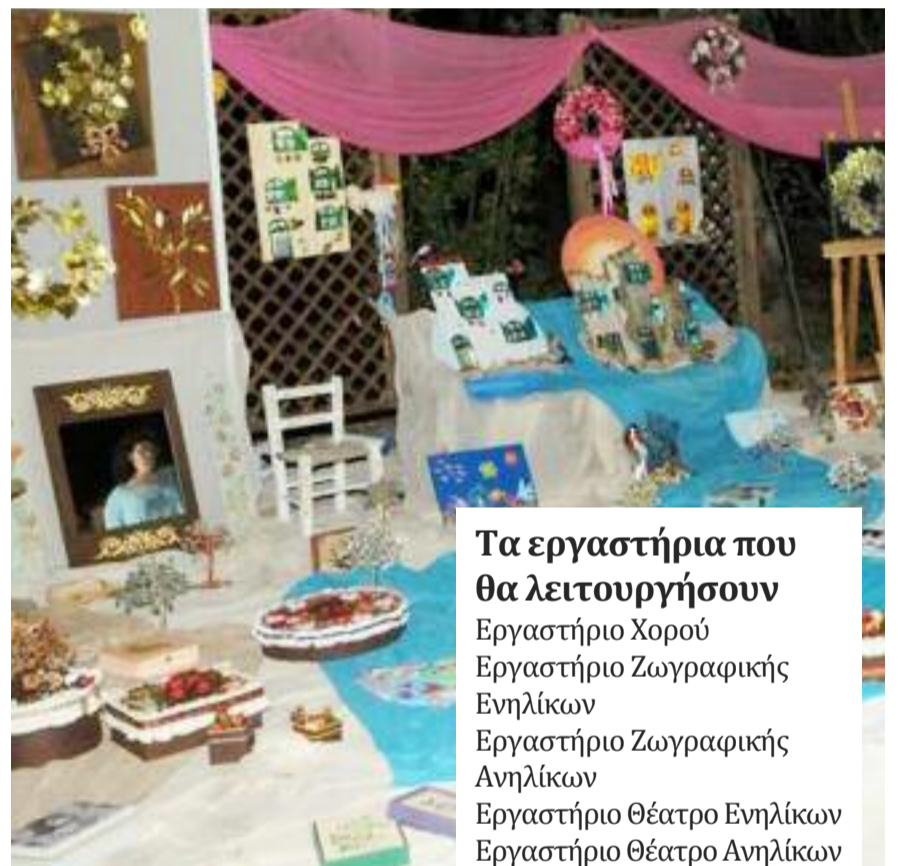 Τα εργαστήρια που
θα λειτουργήσουν
Εργαστήριο Χορού
Εργαστήριο Ζωγραφικής
Ενηλίκων
Εργαστήριο Ζωγραφικής
Ανηλίκων
Εργαστήριο Θέατρο Ενηλίκων
Εργαστήριο Θέατρο Ανηλίκων